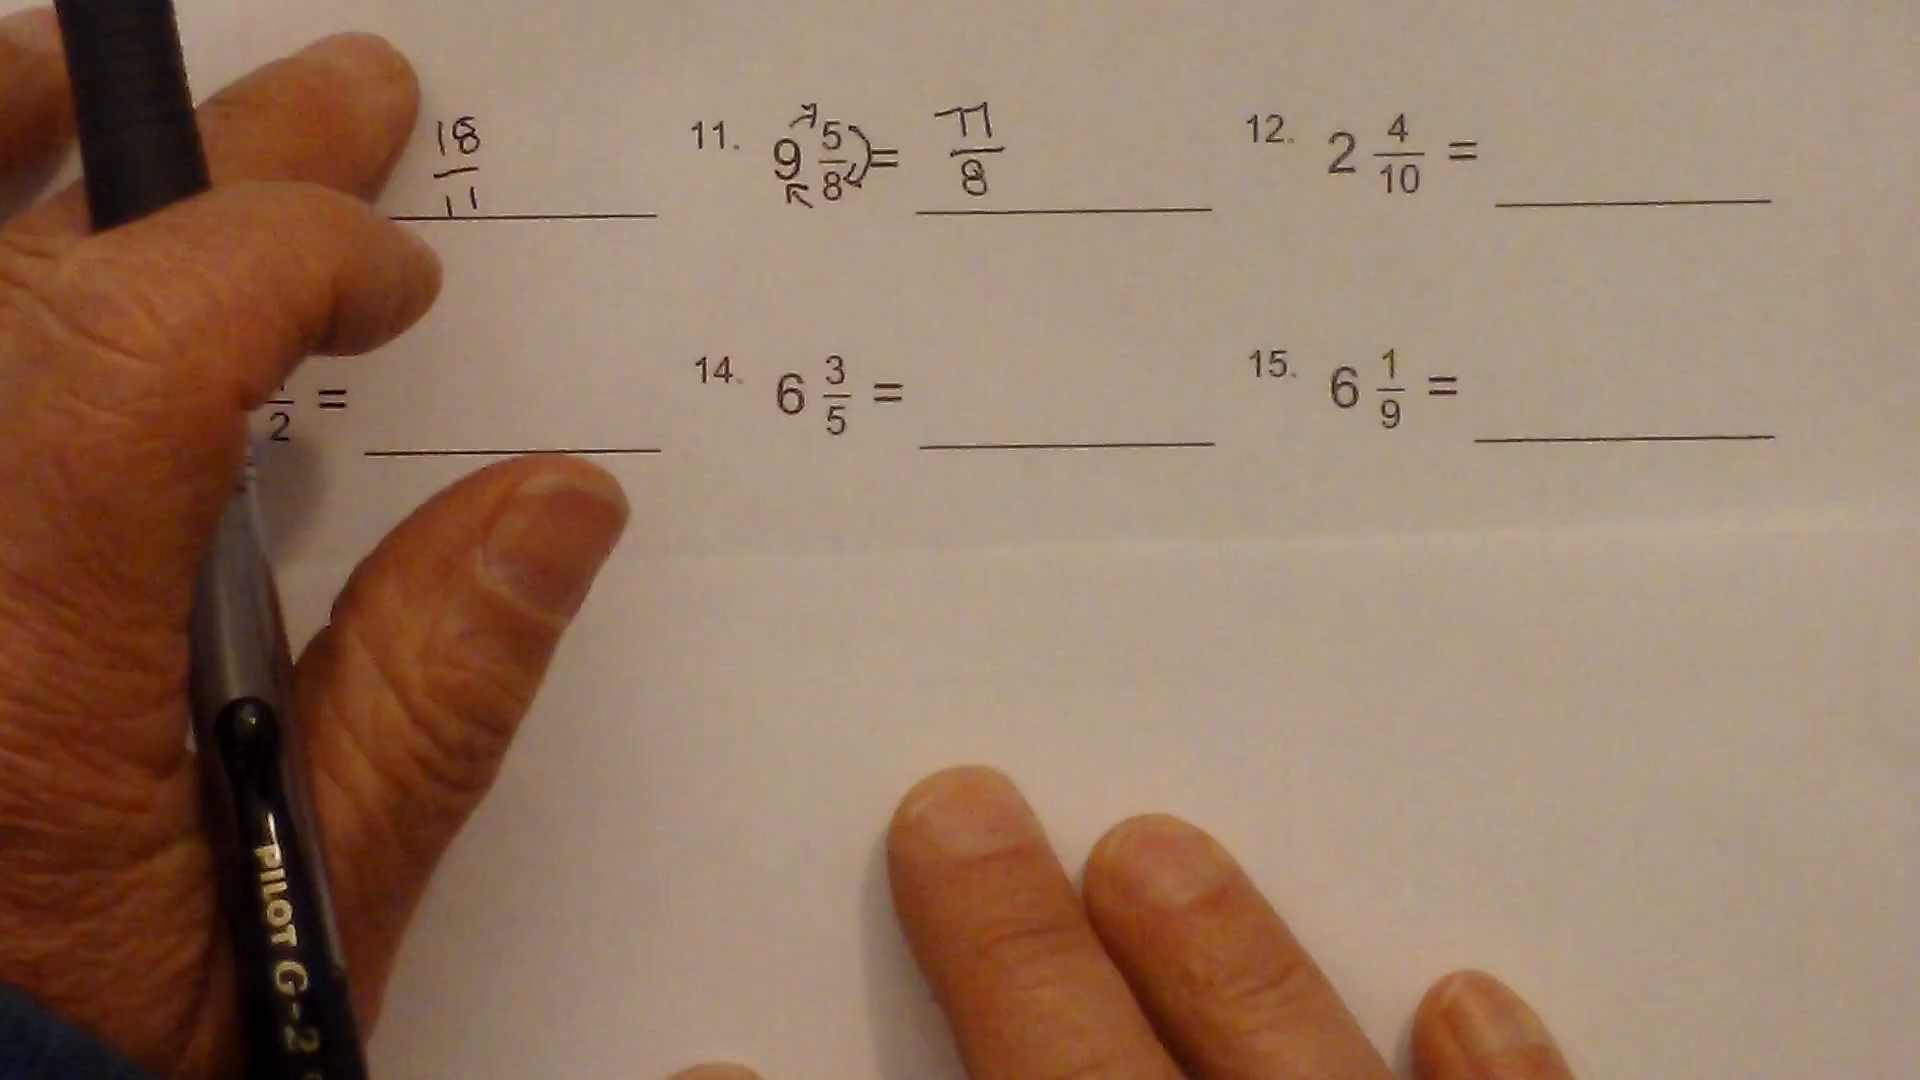 18/11
11. 9 5/8 = 77/8
12. 2 4/10 =
/2 =
14. 6 3/5 =
15. 6 1/9 =
PILOT G-2